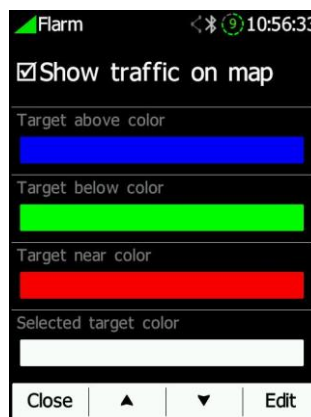 Flarm 9 10:56:33
☑Show traffic on map
Target above color
Target below color
Target near color
Selected target color
Close ▲ ▼ Edit